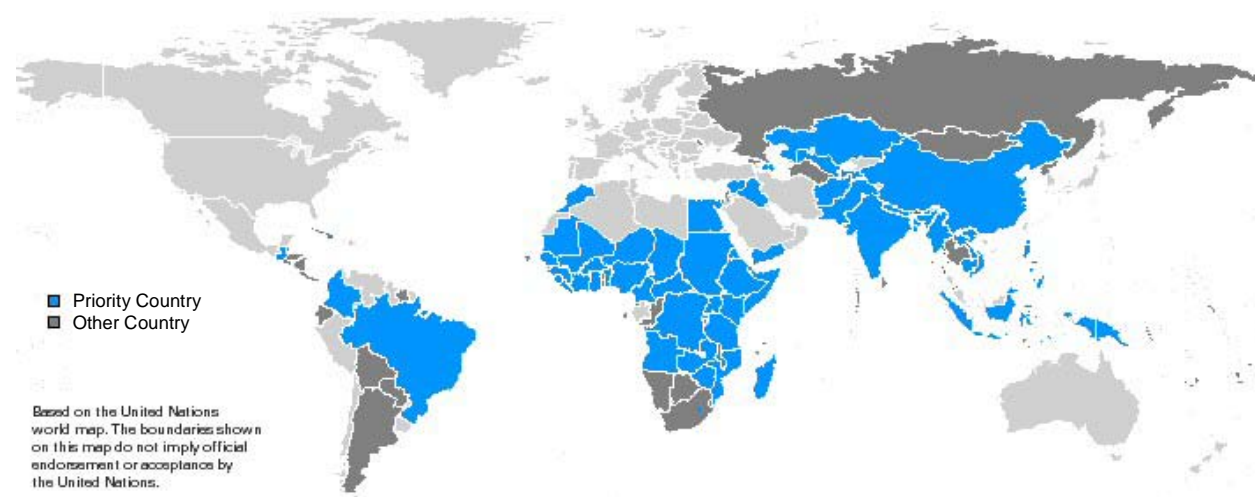 Priority Country
Other Country
Based on the United Nations
world map. The boundaries shown
on this map do not imply official
endorsement or acceptance by
the United Nations.